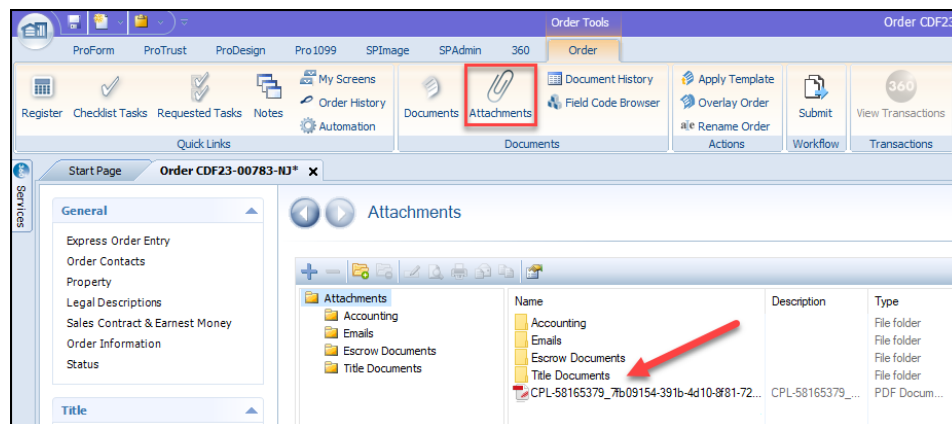 Order Tools
Order CDF23
ProForm ProTrust ProDesign Pro1099 SPImage SPAdmin 360 Order
Register
Checklist Tasks
Requested Tasks
Notes
My Screens
Order History
Automation
Quick Links
Documents
Attachments
Document History
Field Code Browser
Documents
Apply Template
Overlay Order
Rename Order
Actions
Submit
Workflow
360
View Transactions
Transactions
Services
Start Page
Order CDF23-00783-NJ* x
General
Express Order Entry
Order Contacts
Property
Legal Descriptions
Sales Contract & Earnest Money
Order Information
Status
Title
Attachments
Attachments
Accounting
Emails
Escrow Documents
Title Documents
Name Description Type
Accounting File folder
Emails File folder
Escrow Documents File folder
Title Documents File folder
CPL-58165379_7fb09154-391b-4d10-8f81-72... CPL-58165379_... PDF Docum...